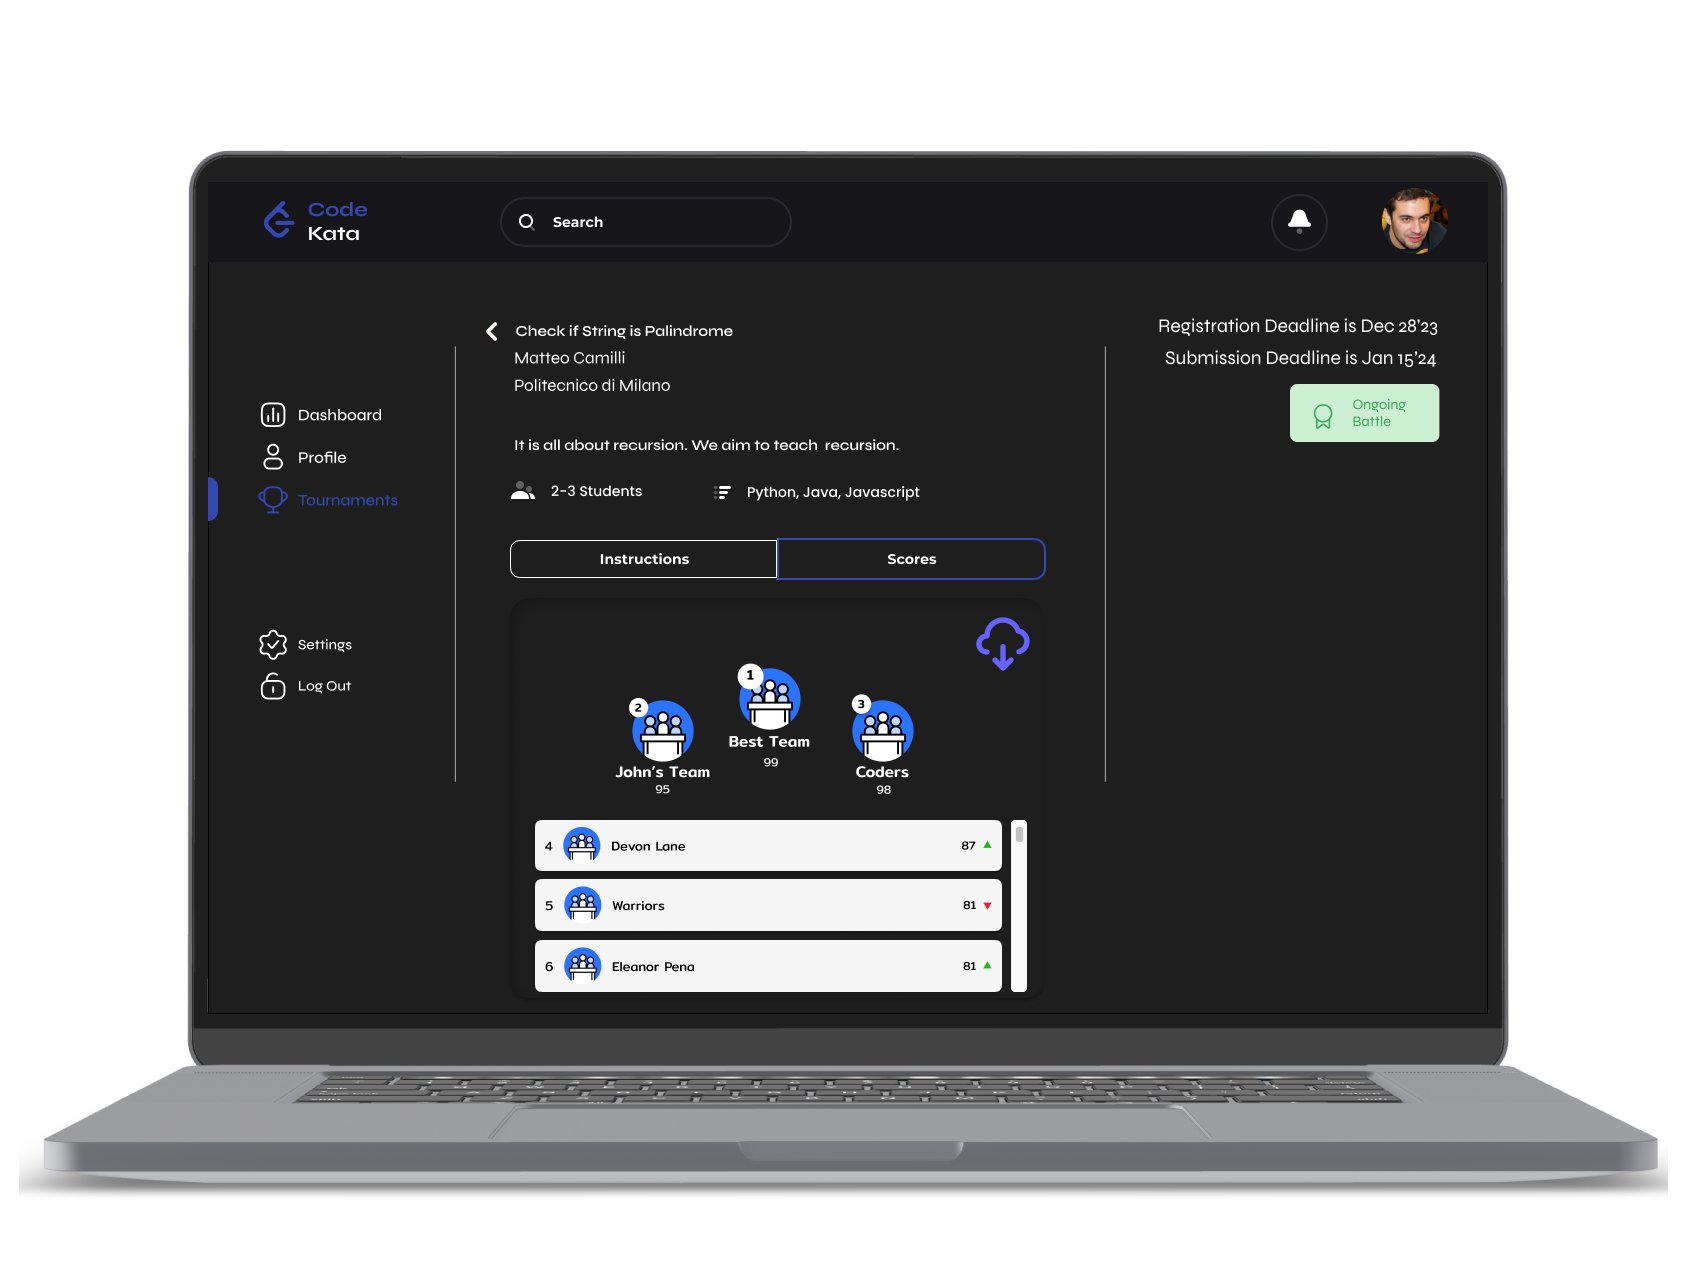 Code
Kata
Search
Check if String is Palindrome
Matteo Camilli
Politecnico di Milano
Registration Deadline is Dec 28'23
Submission Deadline is Jan 15'24
Ongoing
Battle
Dashboard
Profile
Tournaments
Settings
Log Out
It is all about recursion. We aim to teach  recursion.
2-3 Students
Python, Java, Javascript
Instructions
Scores
1
Best Team
99
2
John's Team
95
3
Coders
98
4 Devon Lane 87
5 Warriors 81
6 Eleanor Pena 81